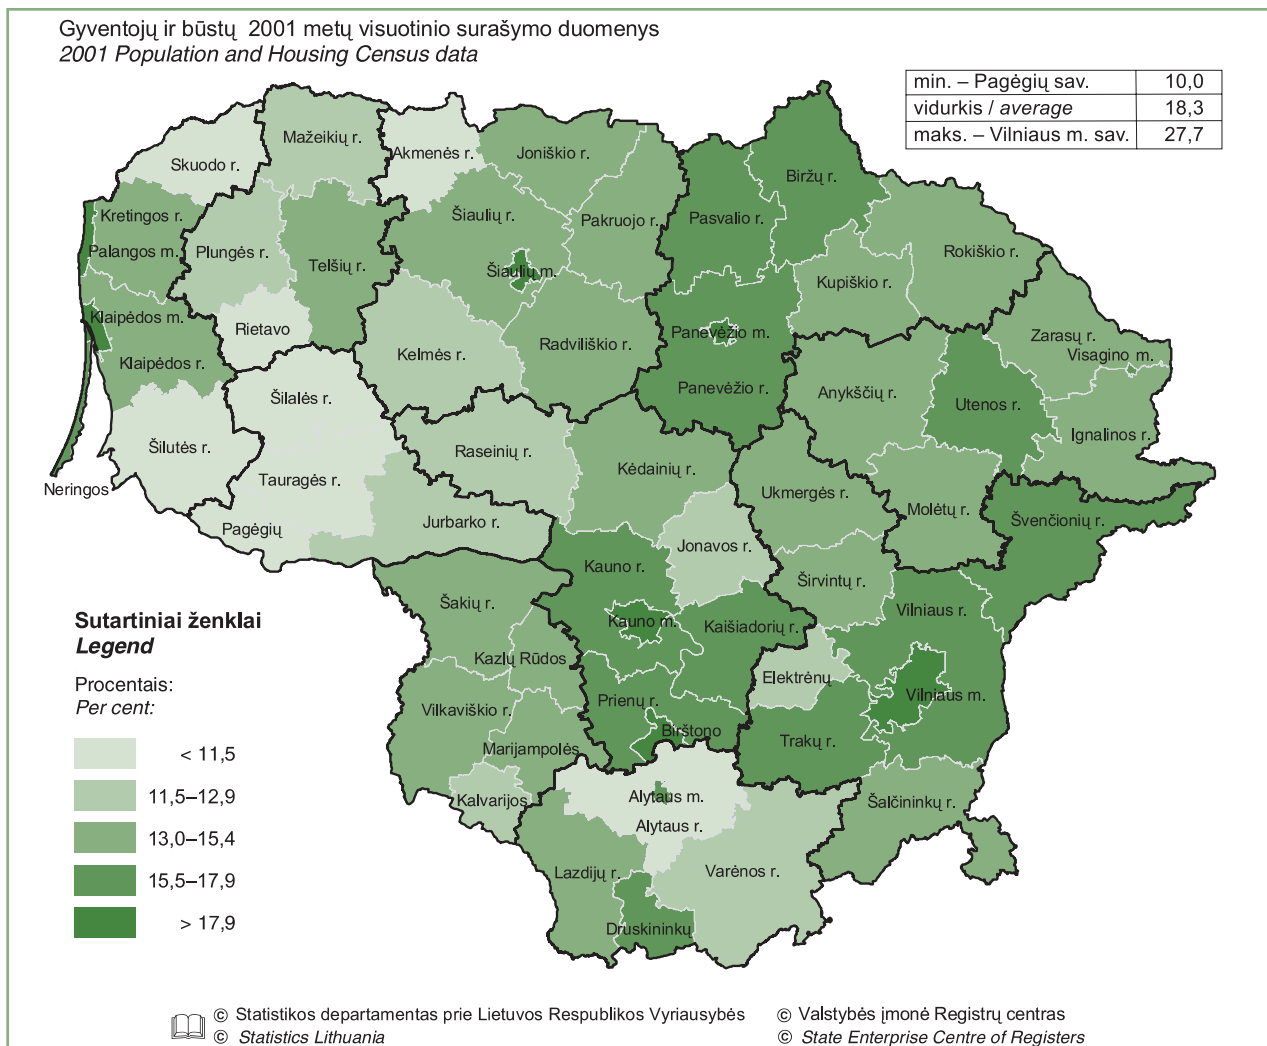 Gyventojų ir būstų 2001 metų visuotinio surašymo duomenys
2001 Population and Housing Census data
min. – Pagėgių sav. 10,0
vidurkis / average 18,3
maks. – Vilniaus m. sav. 27,7
Skuodo r.
Mažeikių r.
Akmenės r.
Joniškio r.
Biržų r.
Kretingos r.
Palangos m.
Plungės r.
Telšių r.
Šiaulių r.
Šiaulių m.
Pakruojo r.
Pasvalio r.
Rokiškio r.
Kupiškio r.
Klaipėdos m.
Klaipėdos r.
Rietavo
Kelmės r.
Radviliškio r.
Panevėžio m.
Panevėžio r.
Anykščių r.
Utenos r.
Zarasų r.
Visagino m.
Ignalinos r.
Šilalės r.
Šilutės r.
Neringos
Tauragės r.
Pagėgių
Raseinių r.
Jurbarko r.
Kėdainių r.
Ukmergės r.
Molėtų r.
Švenčionių r.
Jonavos r.
Kauno r.
Kauno m.
Širvintų r.
Vilniaus r.
Kaišiadorių r.
Šakių r.
Kazlų Rūdos
Elektrėnų
Vilniaus m.
Prienų r.
Birštono
Trakų r.
Vilkaviškio r.
Marijampolės
Kalvarijos
Alytaus m.
Alytaus r.
Šalčininkų r.
Lazdijų r.
Varėnos r.
Druskininkų
Sutartiniai ženklai
Legend
Procentais:
Per cent:
< 11,5
11,5–12,9
13,0–15,4
15,5–17,9
> 17,9
© Statistikos departamentas prie Lietuvos Respublikos Vyriausybės
© Statistics Lithuania
© Valstybės įmonė Registrų centras
© State Enterprise Centre of Registers